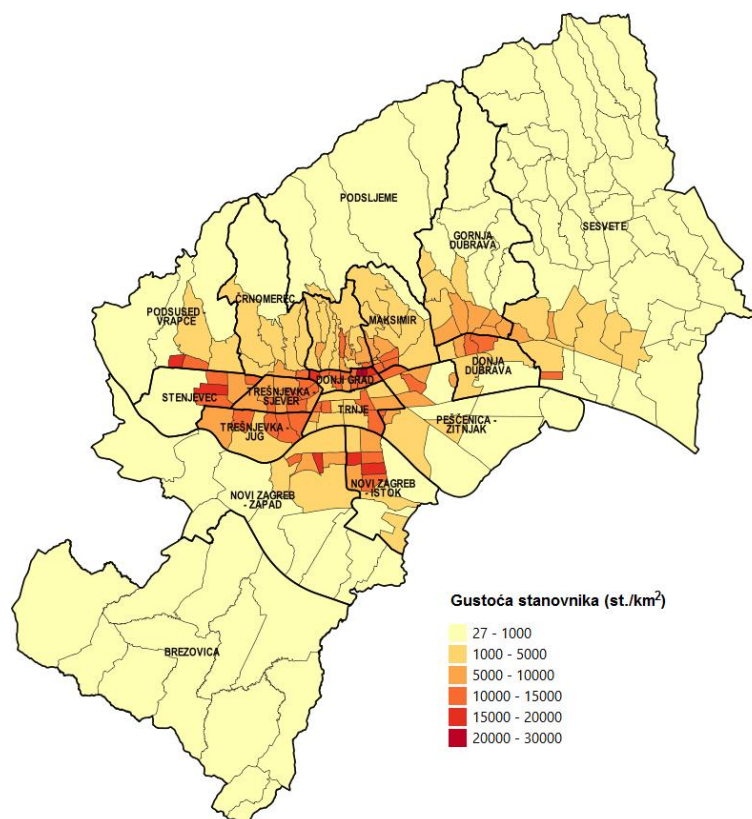 PODSLJEME
GORNJA
DUBRAVA
SESVETE
ČRNOMEREC
PODSUSED -
VRAPČE
MAKSIMIR
DONJI GRAD
DONJA
DUBRAVA
STENJEVEC
TREŠNJEVKA -
SJEVER
TRNJE
PEŠČENICA -
ŽITNJAK
TREŠNJEVKA -
JUG
NOVI ZAGREB
- ZAPAD
NOVI ZAGREB
- ISTOK
BREZOVICA
Gustoća stanovnika (st./km²)
27 - 1000
1000 - 5000
5000 - 10000
10000 - 15000
15000 - 20000
20000 - 30000